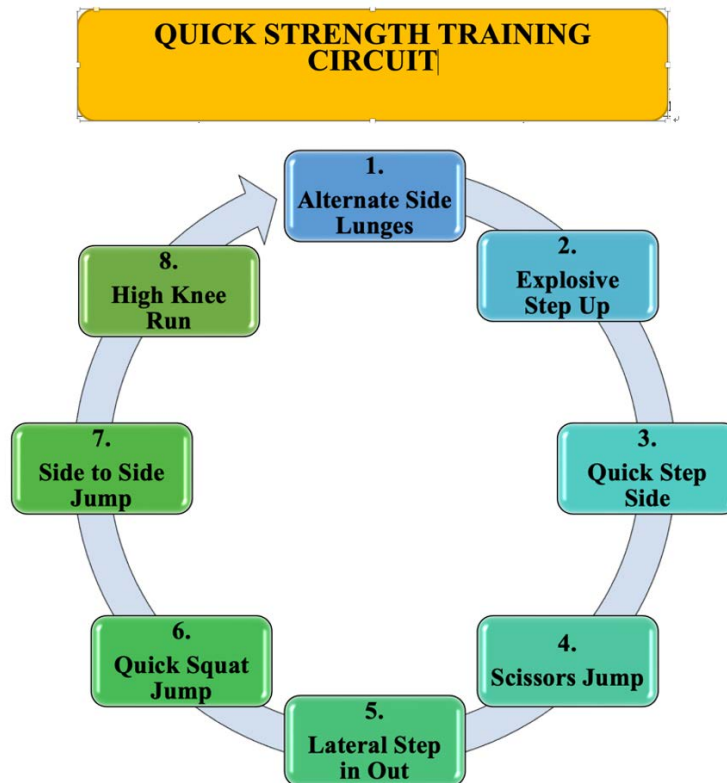 QUICK STRENGTH TRAINING
CIRCUIT
1.
Alternate Side
Lunges
2.
Explosive
Step Up
3.
Quick Step
Side
4.
Scissors Jump
5.
Lateral Step
in Out
6.
Quick Squat
Jump
7.
Side to Side
Jump
8.
High Knee
Run